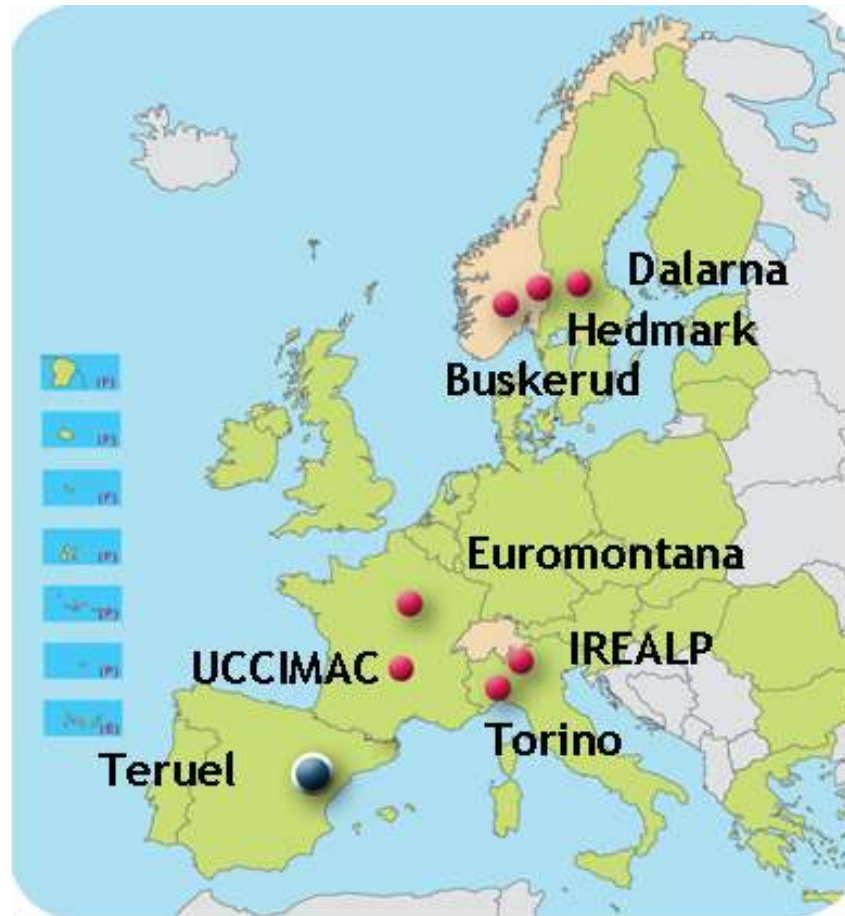 Dalarna
Hedmark
Buskerud
Euromontana
IREALP
UCCIMAC
Torino
Teruel